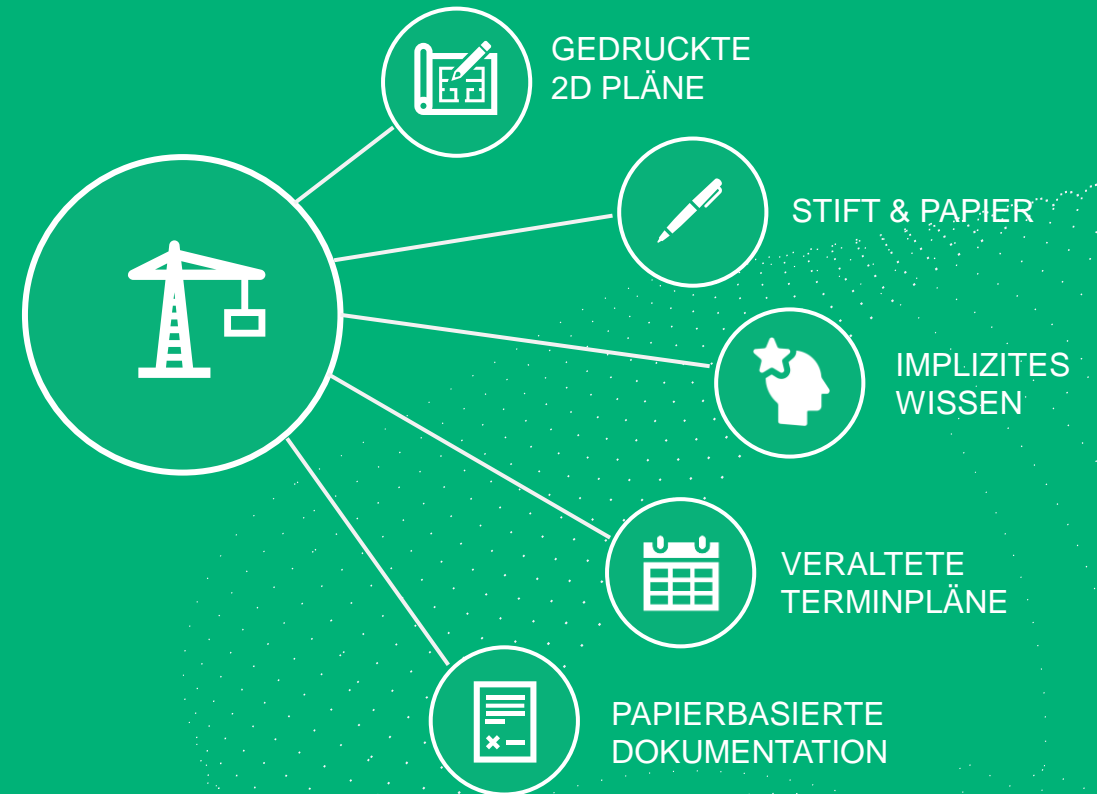 GEDRUCKTE
2D PLÄNE
STIFT & PAPIER
IMPLIZITES
WISSEN
VERALTETE
TERMINPLÄNE
PAPIERBASIERTE
DOKUMENTATION